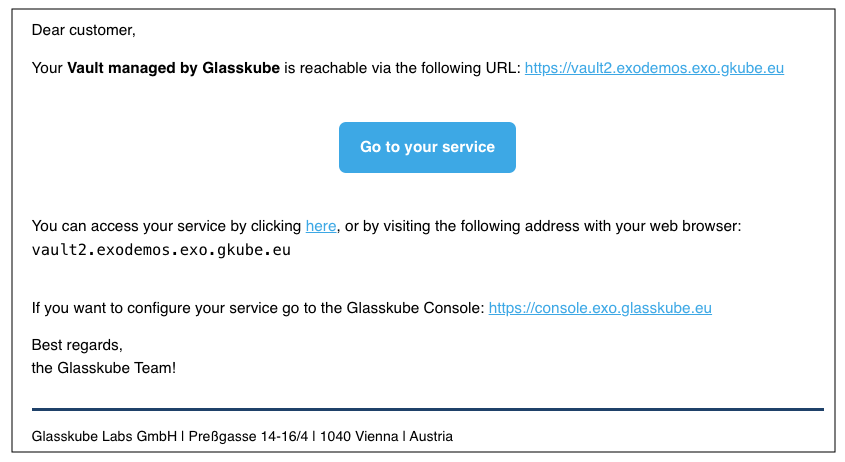 Dear customer,
Your Vault managed by Glasskube is reachable via the following URL: https://vault2.exodemos.exo.gkube.eu
Go to your service
You can access your service by clicking here, or by visiting the following address with your web browser:
vault2.exodemos.exo.gkube.eu
If you want to configure your service go to the Glasskube Console: https://console.exo.glasskube.eu
Best regards,
the Glasskube Team!
Glasskube Labs GmbH | Preßgasse 14-16/4 | 1040 Vienna | Austria